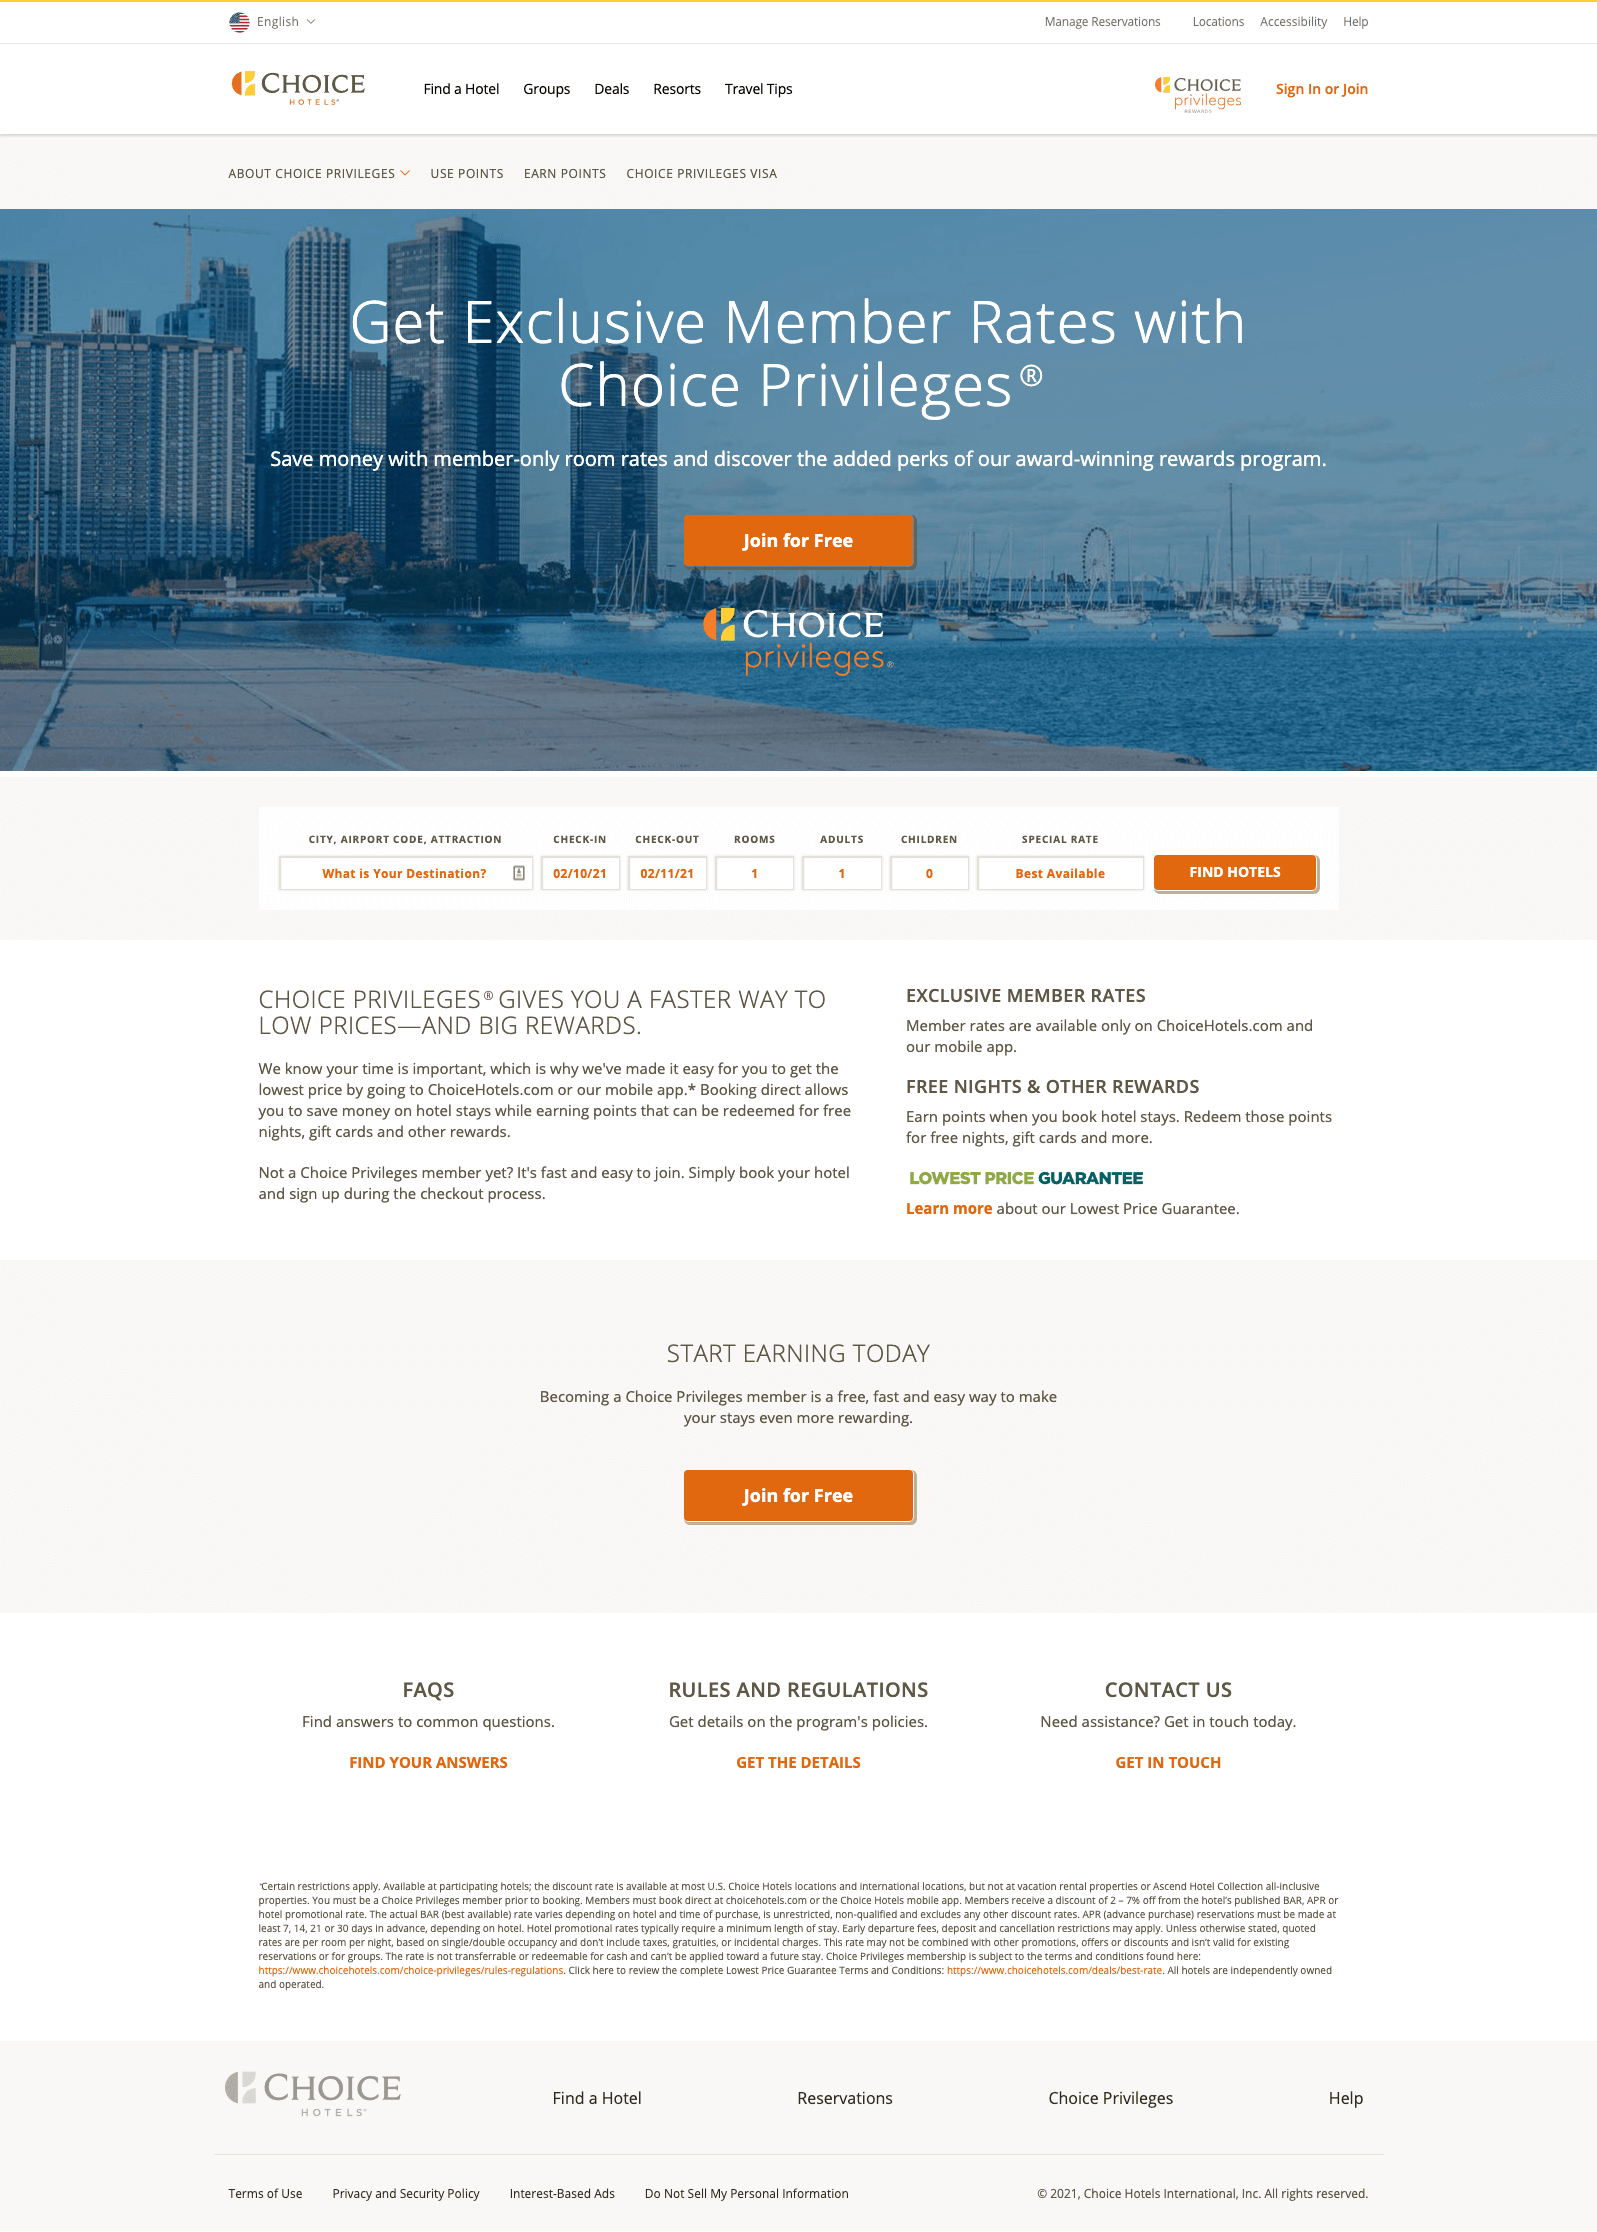 English
Manage Reservations Locations Accessibility Help
CHOICE
HOTELS®
Find a Hotel Groups Deals Resorts Travel Tips
CHOICE
privileges
REWARDS
Sign In or Join
ABOUT CHOICE PRIVILEGES USE POINTS EARN POINTS CHOICE PRIVILEGES VISA
Get Exclusive Member Rates with
Choice Privileges®
Save money with member-only room rates and discover the added perks of our award-winning rewards program.
Join for Free
CHOICE
privileges®
CITY, AIRPORT CODE, ATTRACTION CHECK-IN CHECK-OUT ROOMS ADULTS CHILDREN SPECIAL RATE
What is Your Destination? 02/10/21 02/11/21 1 1 0 Best Available FIND HOTELS
CHOICE PRIVILEGES® GIVES YOU A FASTER WAY TO
LOW PRICES—AND BIG REWARDS.
We know your time is important, which is why we've made it easy for you to get the
lowest price by going to ChoiceHotels.com or our mobile app.* Booking direct allows
you to save money on hotel stays while earning points that can be redeemed for free
nights, gift cards and other rewards.
Not a Choice Privileges member yet? It's fast and easy to join. Simply book your hotel
and sign up during the checkout process.
EXCLUSIVE MEMBER RATES
Member rates are available only on ChoiceHotels.com and
our mobile app.
FREE NIGHTS & OTHER REWARDS
Earn points when you book hotel stays. Redeem those points
for free nights, gift cards and more.
LOWEST PRICE GUARANTEE
Learn more about our Lowest Price Guarantee.
START EARNING TODAY
Becoming a Choice Privileges member is a free, fast and easy way to make
your stays even more rewarding.
Join for Free
FAQS
Find answers to common questions.
FIND YOUR ANSWERS
RULES AND REGULATIONS
Get details on the program's policies.
GET THE DETAILS
CONTACT US
Need assistance? Get in touch today.
GET IN TOUCH
*Certain restrictions apply. Available at participating hotels; the discount rate is available at most U.S. Choice Hotels locations and international locations, but not at vacation rental properties or Ascend Hotel Collection all-inclusive
properties. You must be a Choice Privileges member prior to booking. Members must book direct at choicehotels.com or the Choice Hotels mobile app. Members receive a discount of 2 – 7% off from the hotel’s published BAR, APR or
hotel promotional rate. The actual BAR (best available) rate varies depending on hotel and time of purchase, is unrestricted, non-qualified and excludes any other discount rates. APR (advance purchase) reservations must be made at
least 7, 14, 21 or 30 days in advance, depending on hotel. Hotel promotional rates typically require a minimum length of stay. Early departure fees, deposit and cancellation restrictions may apply. Unless otherwise stated, quoted
rates are per room per night, based on single/double occupancy and don’t include taxes, gratuities, or incidental charges. This rate may not be combined with other promotions, offers or discounts and isn’t valid for existing
reservations or for groups. The rate is not transferrable or redeemable for cash and can’t be applied toward a future stay. Choice Privileges membership is subject to the terms and conditions found here:
https://www.choicehotels.com/choice-privileges/rules-regulations. Click here to review the complete Lowest Price Guarantee Terms and Conditions: https://www.choicehotels.com/deals/best-rate. All hotels are independently owned
and operated.
CHOICE
HOTELS®
Find a Hotel Reservations Choice Privileges Help
Terms of Use Privacy and Security Policy Interest-Based Ads Do Not Sell My Personal Information © 2021, Choice Hotels International, Inc. All rights reserved.